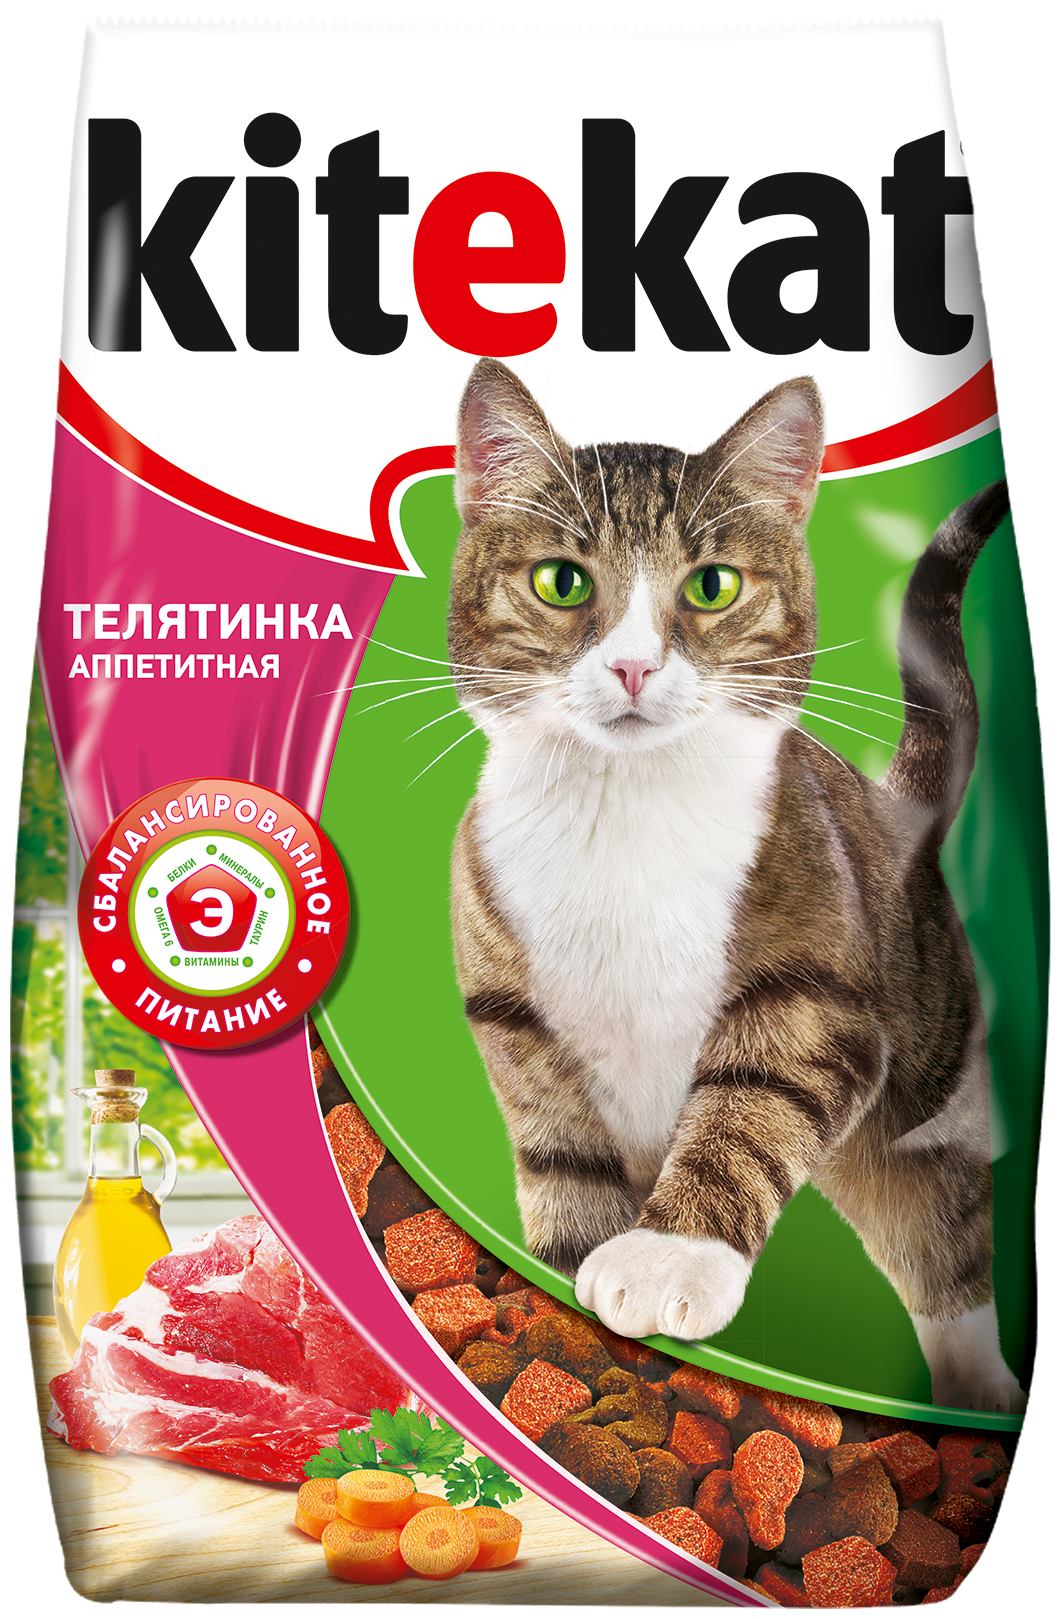 kitekat
ТЕЛЯТИНКА
АППЕТИТНАЯ
СБАЛАНСИРОВАННОЕ
БЕЛКИ
МИНЕРАЛЫ
ОМЕГА 6
Э
ТАУРИН
ВИТАМИНЫ
ПИТАНИЕ